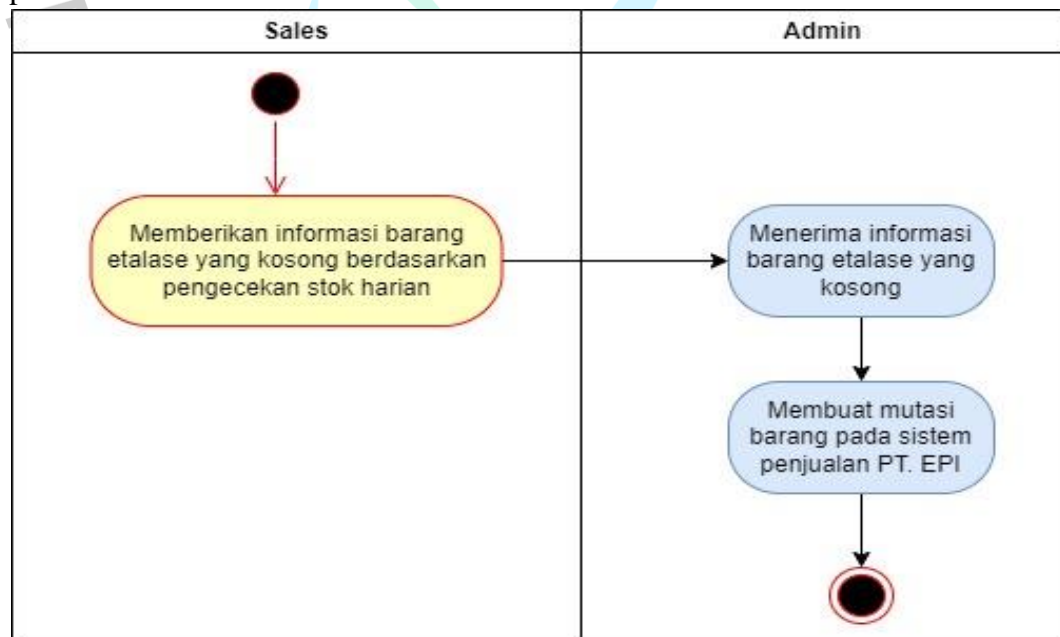 Sales
Admin
Memberikan informasi barang
etalase yang kosong berdasarkan
pengecekan stok harian
Menerima informasi
barang etalase yang
kosong
Membuat mutasi
barang pada sistem
penjualan PT. EPI